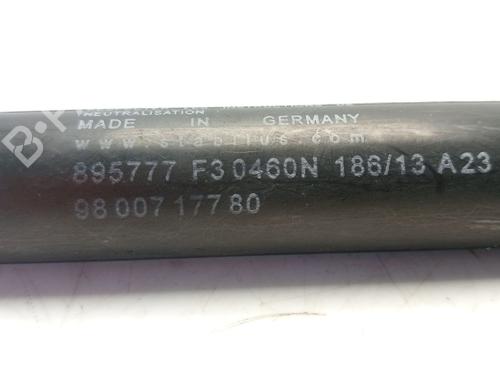 NEUTRALISATION
MADE IN GERMANY
www.stabilus.com
895777 F3 0460N 186/13 A23
98 007 177 80